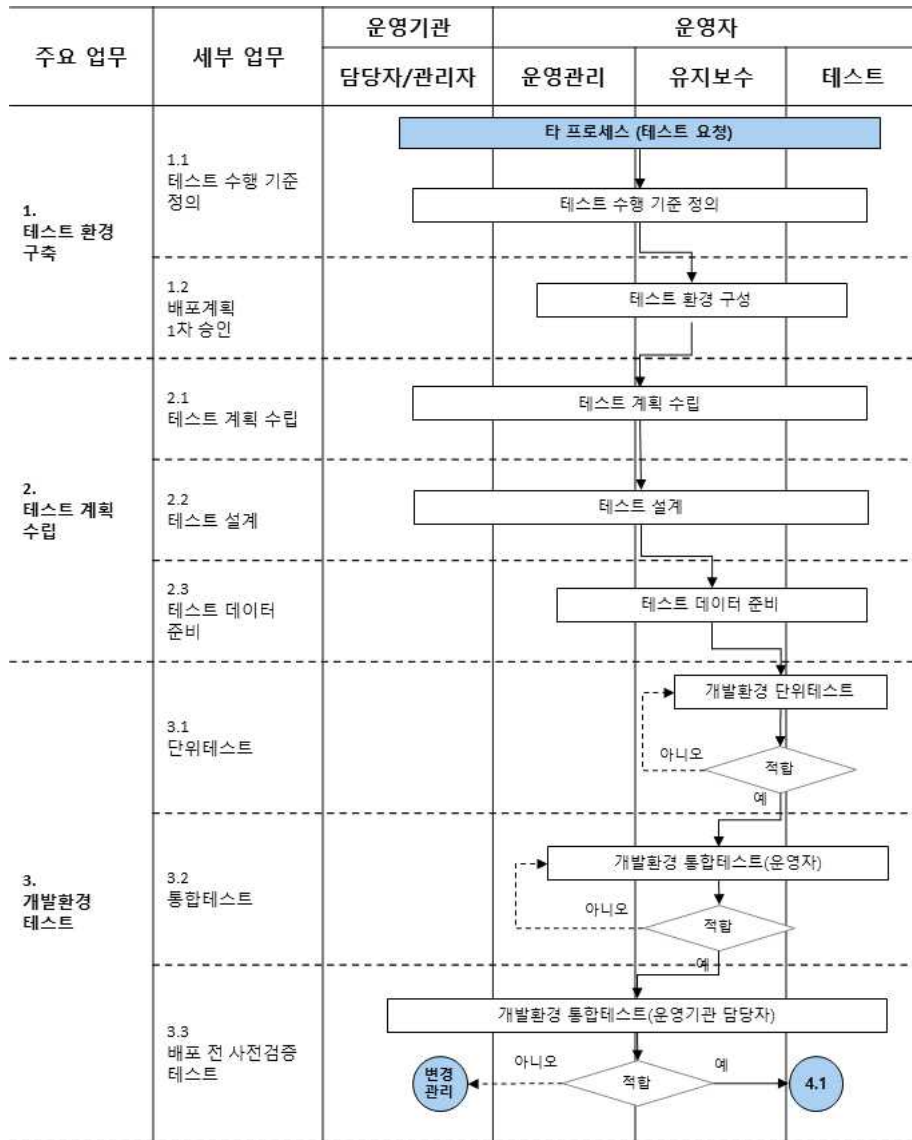 운영기관
운영자
주요 업무
세부 업무
담당자/관리자
운영관리
유지보수
테스트
타 프로세스 (테스트 요청)
1.
테스트 환경
구축
1.1
테스트 수행 기준
정의
테스트 수행 기준 정의
1.2
배포계획
1차 승인
테스트 환경 구성
2.
테스트 계획
수립
2.1
테스트 계획 수립
테스트 계획 수립
2.2
테스트 설계
테스트 설계
2.3
테스트 데이터
준비
테스트 데이터 준비
3.
개발환경
테스트
3.1
단위테스트
개발환경 단위테스트
아니오
적합
예
3.2
통합테스트
개발환경 통합테스트(운영자)
아니오
적합
예
3.3
배포 전 사전검증
테스트
개발환경 통합테스트(운영기관 담당자)
변경
관리
아니오
적합
예
4.1